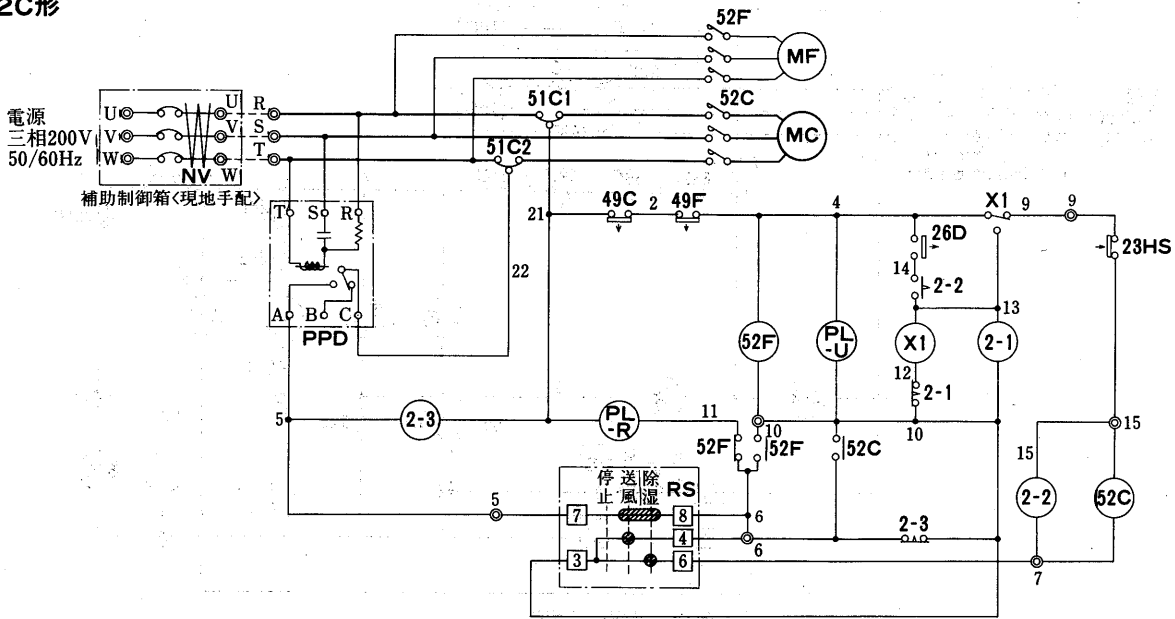 2C形
52F
MF
電源
三相200V
50/60Hz
U U R
V V S
W W T
NV
補助制御箱〈現地手配〉
51C1
52C
MC
51C2
T S R
A B C
PPD
21
22
49C 2 49F
4
X1 9 9
26D
23HS
14
2-2
13
52F
PL-U
X1
2-1
12
2-1
5
2-3
PL-R
11
10
10
15
15
52F
52F
52C
2-2
52C
停止
送風
除湿
RS
5
7
8
6
4
6
2-3
3
6
7